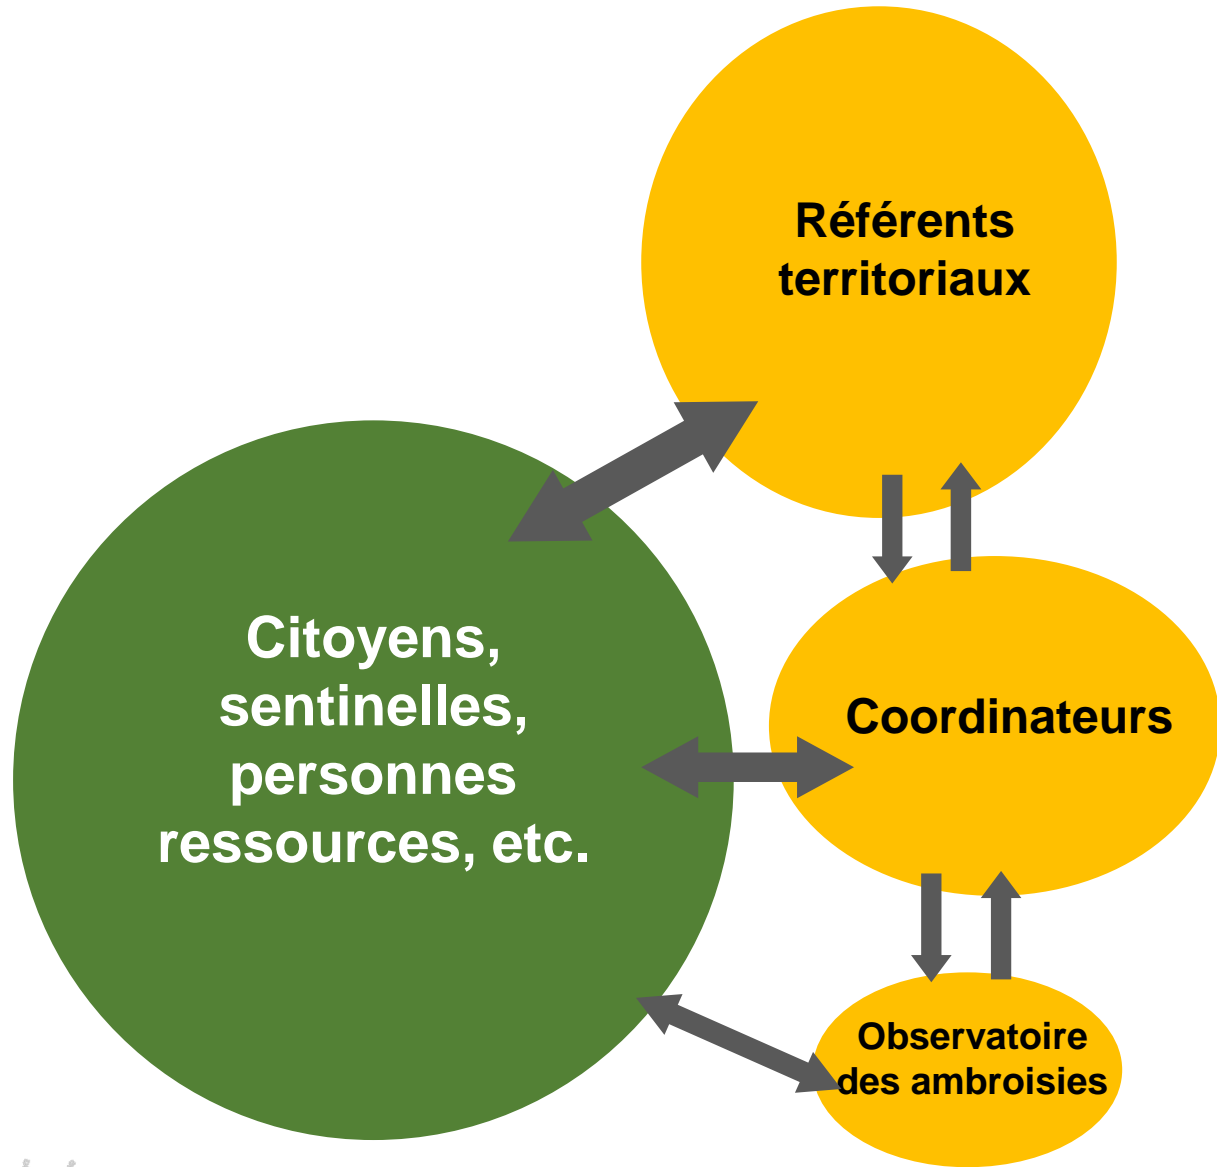 Référents
territoriaux
Citoyens,
sentinelles,
personnes
ressources, etc.
Coordinateurs
Observatoire
des ambroisies